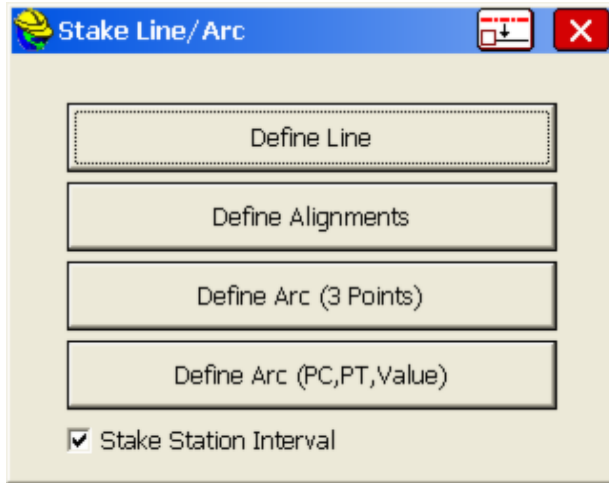 Stake Line/Arc
Define Line
Define Alignments
Define Arc (3 Points)
Define Arc (PC,PT,Value)
Stake Station Interval